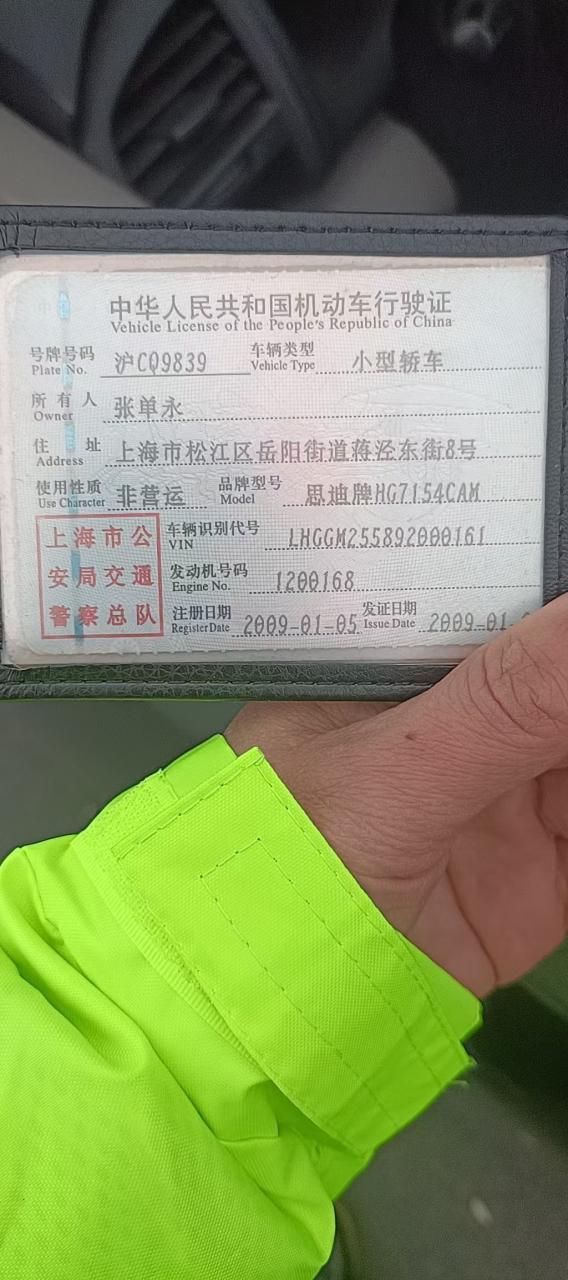 中华人民共和国机动车行驶证
Vehicle License of the People's Republic of China
号牌号码 沪CQ9839 车辆类型 小型轿车
Plate No. Vehicle Type
所有人 张单永
Owner
住址 上海市松江区岳阳街道蒋泾东街8号
Address
使用性质 非营运 品牌型号 思迪牌HG7154CAM
Use Character Model
上海市公安局交通警察总队
车辆识别代号 LHGGM255892000161
VIN
发动机号码 1200168
Engine No.
注册日期 2009-01-05 发证日期 2009-01-
Register Date Issue Date